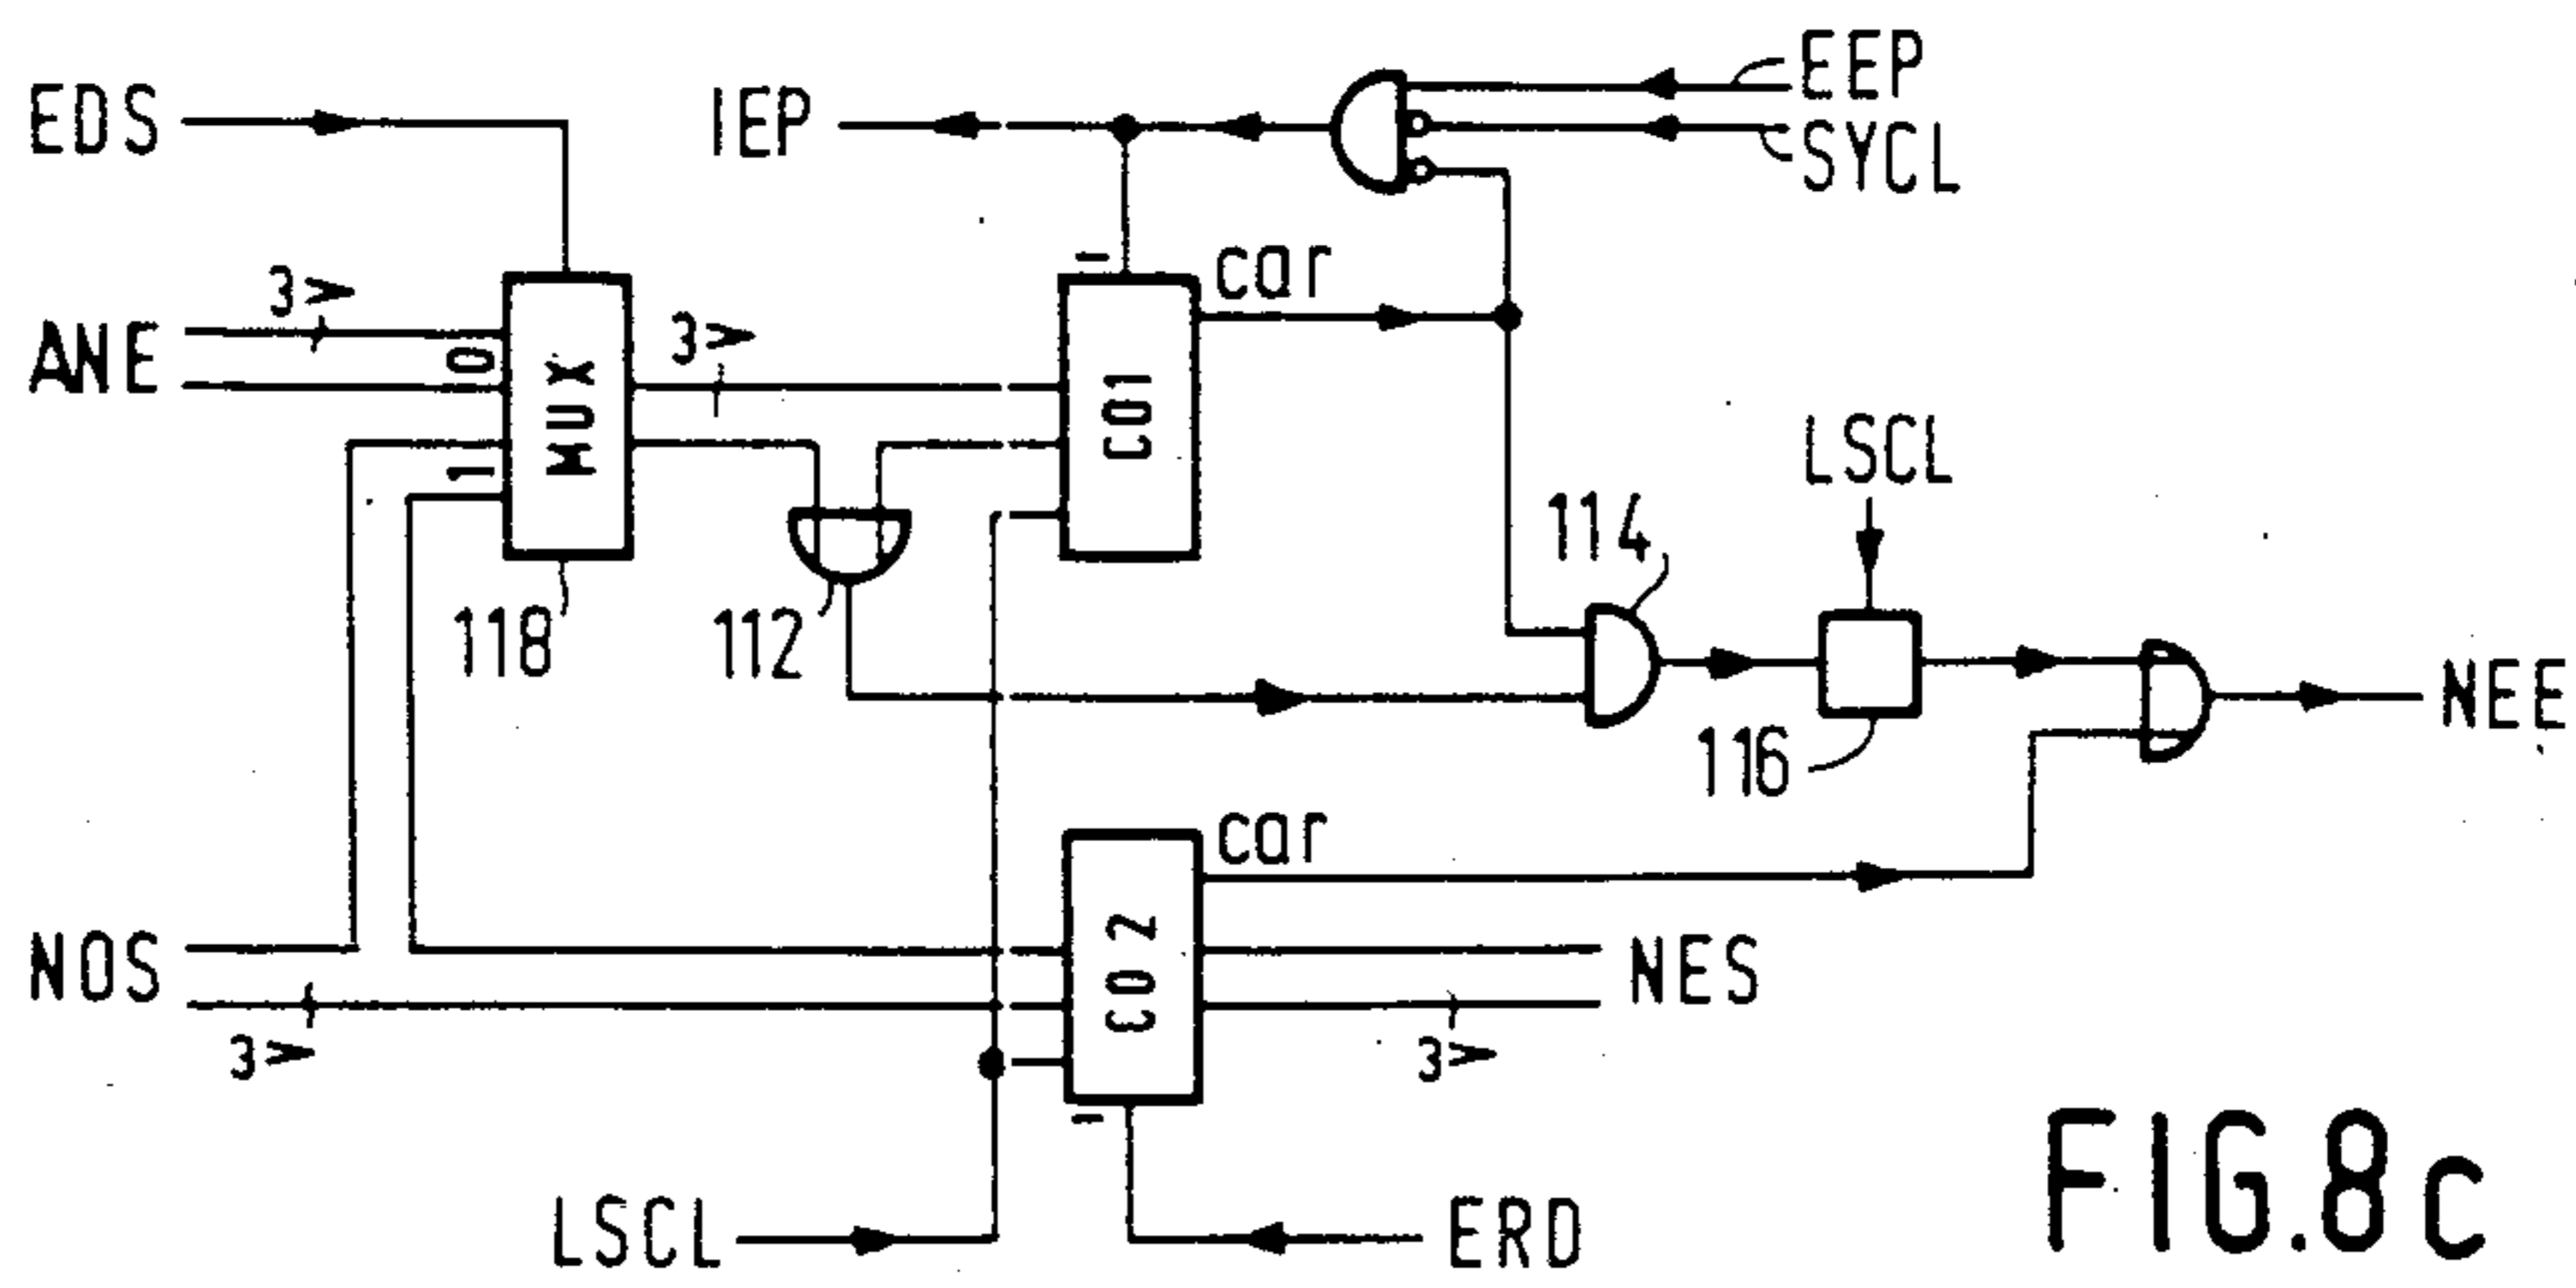 EEP
EDS
IEP
SYCL
car
3>
ANE
0
MUX
3>
C01
1
LSCL
114
118
112
NEE
116
car
NOS
C02
NES
3>
3>
LSCL
ERD
FIG.8c